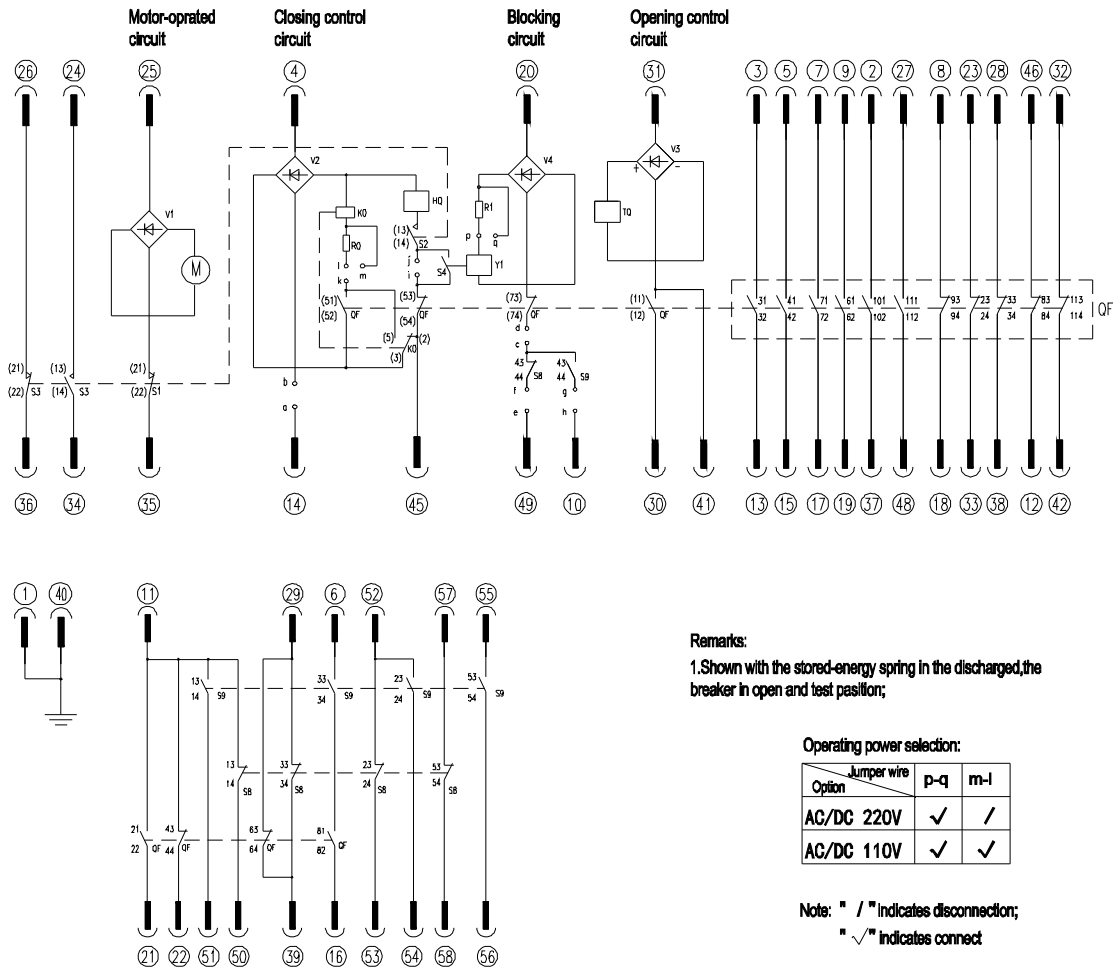 Motor-oprated
circuit
Closing control
circuit
Blocking
circuit
Opening control
circuit
26 24 25 4 20 31 3 5 7 9 2 27 8 23 28 46 32
V1
M
V2
K0
R0
l m
k
HQ
(13)
(14) S2
j
i
S4
(51)
(52) QF
(53)
(54) QF
(5) (2)
(3) K0
b
a
V4
R1
p q
Y1
(73)
(74) QF
d
c
43
44 S8
43
44 S9
f g
e h
V3
+ -
TQ
(11)
(12) QF
31 41 71 61 101 111 93 23 33 83 113
32 42 72 62 102 112 94 24 34 84 114
QF
(21)
(22) S3
(13)
(14) S3
(21)
(22) S1
36 34 35 14 45 49 10 30 41 13 15 17 19 37 48 18 33 38 12 42
1 40 11 29 6 52 57 55
13
14 S9
33
34
23
24 S9
53
54 S9
13
14 S8
33
34 S8
23
24 S8
53
54 S8
21
22 QF
43
44 QF
63
64 QF
81
82 QF
21 22 51 50 39 16 53 54 58 56
Remarks:
1.Shown with the stored-energy spring in the discharged,the
breaker in open and test pasition;
Operating power selection:
Jumper wire
Option p-q m-l
AC/DC 220V √ /
AC/DC 110V √ √
Note: " / " Indicates disconnection;
" √" indicates connect